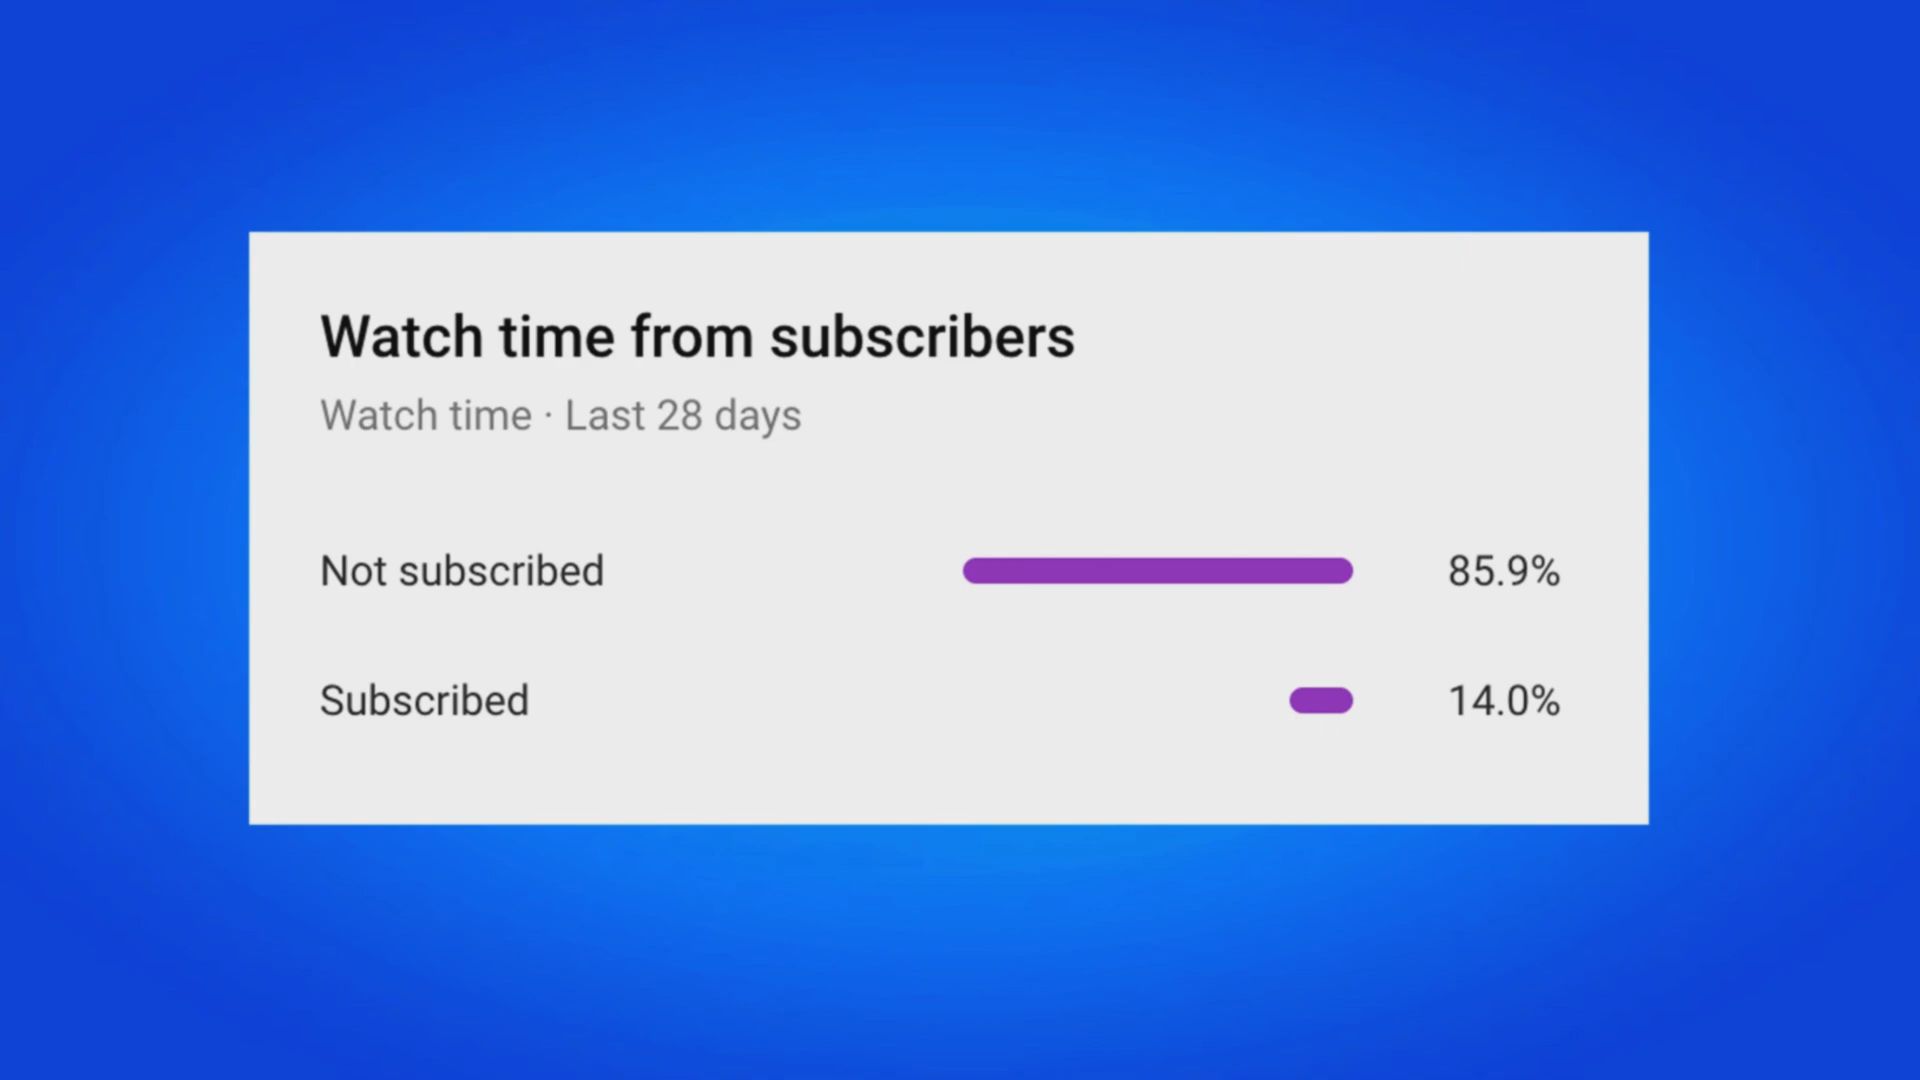 Watch time from subscribers
Watch time · Last 28 days
Not subscribed 85.9%
Subscribed 14.0%